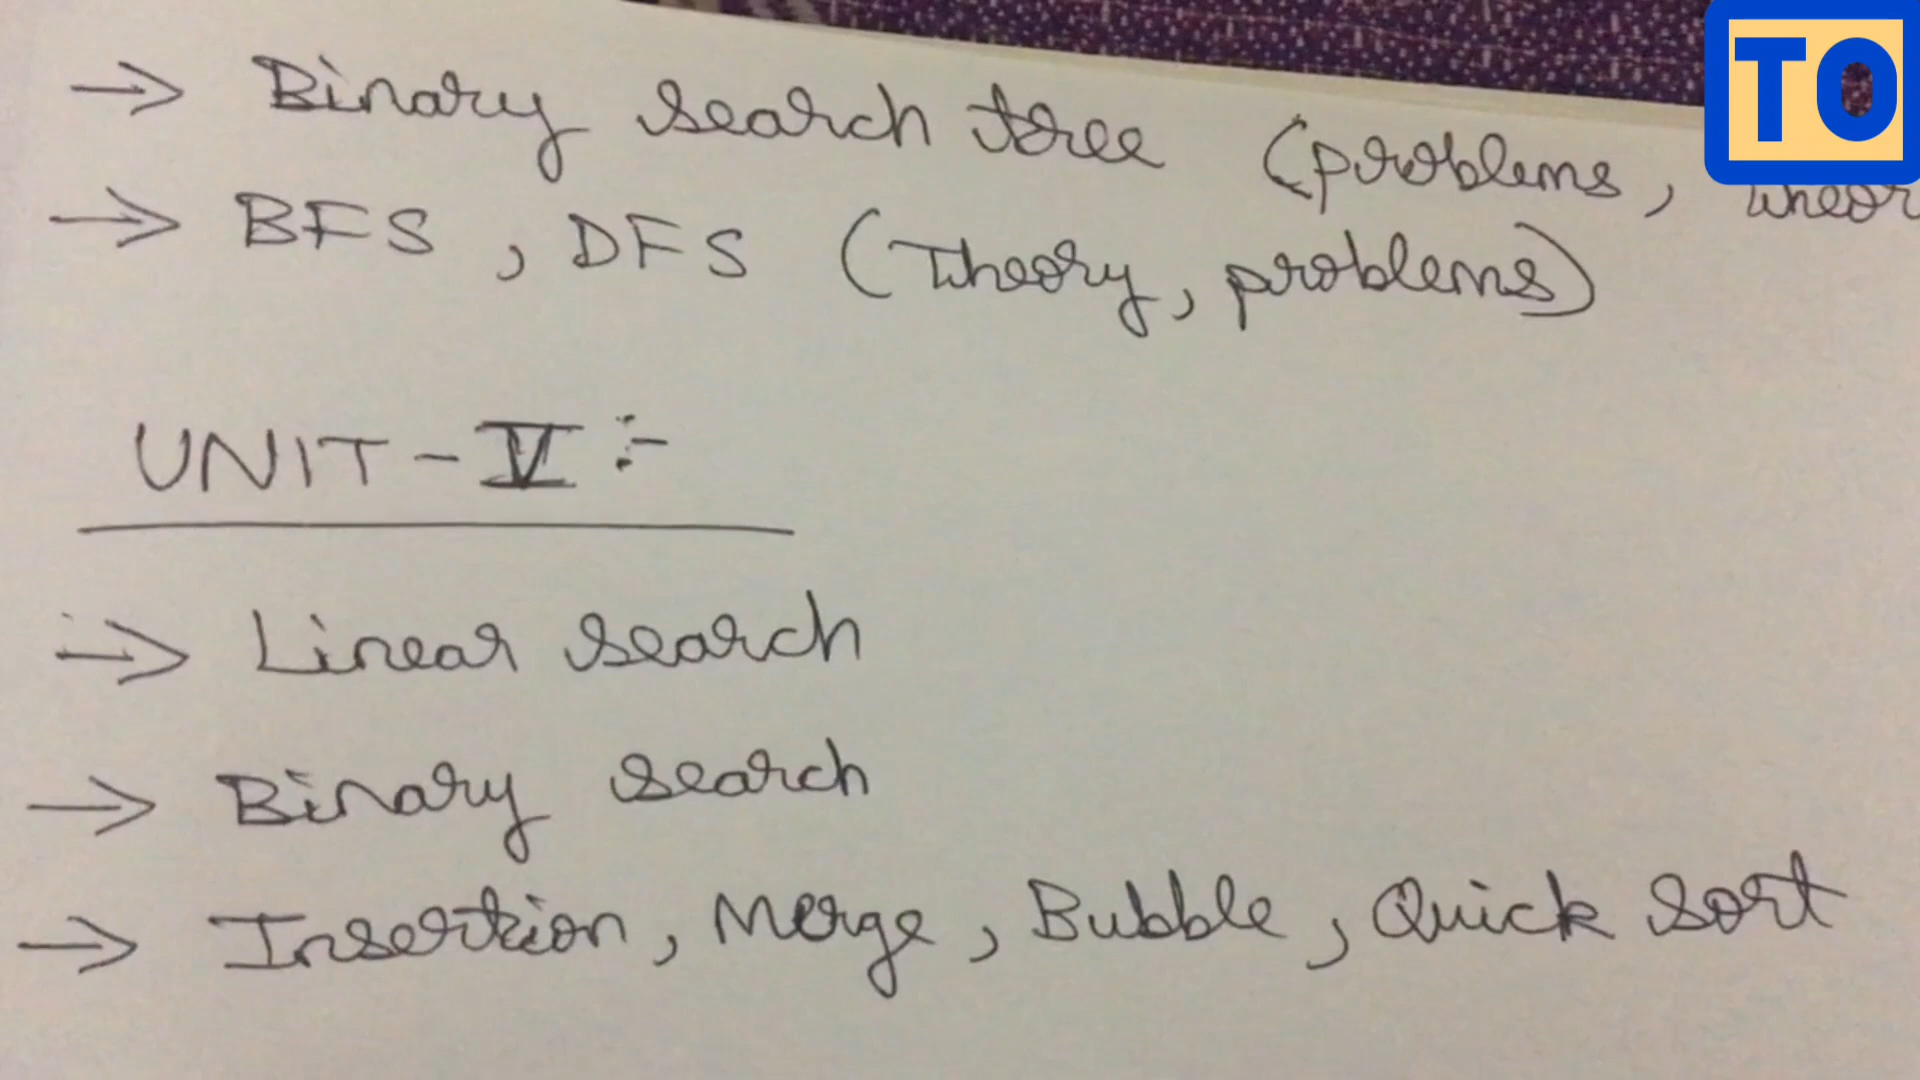 → Binary search tree (problems, Theor
→ BFS, DFS (Theory, problems)
UNIT-V:-
→ Linear search
→ Binary search
→ Insertion, Merge, Bubble, Quick sort
TO